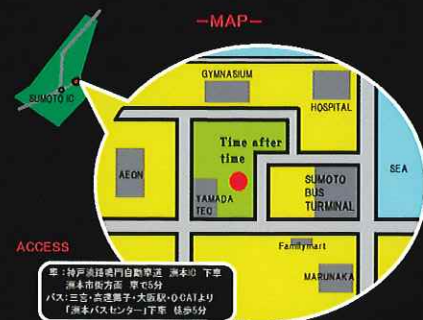 -MAP-
SUMOTO IC
GYMNASIUM
HOSPITAL
Time after
time
AEON
YAMADA
TEQ
SUMOTO
BUS
TURMINAL
SEA
Familymart
MARUNAKA
ACCESS
車:神戸淡路鳴門自動車道 洲本IC 下車
洲本市街方面 車で5分
バス:三宮・高速舞子・大阪駅・O-CATより
「洲本バスセンター」下車 徒歩5分